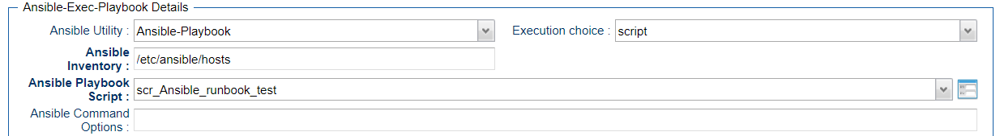 Ansible-Exec-Playbook Details
Ansible Utility : Ansible-Playbook Execution choice : script
Ansible
Inventory : /etc/ansible/hosts
Ansible Playbook
Script : scr_Ansible_runbook_test
Ansible Command
Options :